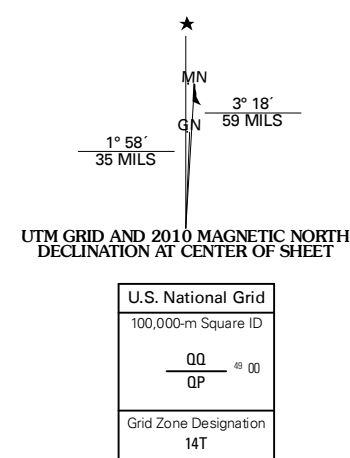 ★
MN
3° 18´
59 MILS
GN
1° 58´
35 MILS
UTM GRID AND 2010 MAGNETIC NORTH
DECLINATION AT CENTER OF SHEET
U.S. National Grid
100,000-m Square ID
QQ
49 00
QP
Grid Zone Designation
14T